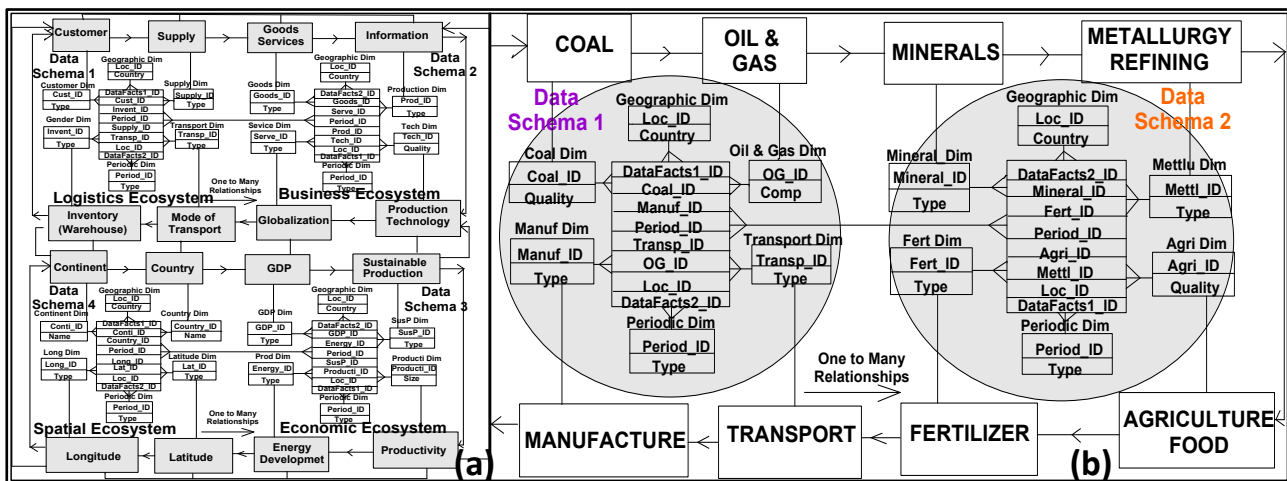 Customer
Supply
Goods
Services
Information
Data
Schema 1
Geographic Dim
Loc_ID
Country
Supply Dim
Supply_ID
Type
Customer Dim
Cust_ID
Type
DataFacts1_ID
Cust_ID
Invent_ID
Period_ID
Supply_ID
Transp_ID
Loc_ID
DataFacts2_ID
Gender Dim
Invent_ID
Type
Transport Dim
Transp_ID
Type
Periodic Dim
Period_ID
Type
Geographic Dim
Loc_ID
Country
Data
Schema 2
Goods Dim
Goods_ID
Type
DataFacts2_ID
Goods_ID
Serve_ID
Period_ID
Prod_ID
Tech_ID
Loc_ID
DataFacts1_ID
Production Dim
Prod_ID
Type
Sevice Dim
Serve_ID
Type
Tech Dim
Tech_ID
Quality
Periodic Dim
Period_ID
Type
One to Many
Relationships
Logistics Ecosystem
Business Ecosystem
Inventory
(Warehouse)
Mode of
Transport
Globalization
Production
Technology
Continent
Country
GDP
Sustainable
Production
Data
Schema 4
Geographic Dim
Loc_ID
Country
Continent Dim
Conti_ID
Name
DataFacts1_ID
Conti_ID
Country_ID
Period_ID
Long_ID
Lat_ID
Loc_ID
DataFacts2_ID
Country Dim
Country_ID
Name
Long Dim
Long_ID
Type
Latitude Dim
Lat_ID
Type
Periodic Dim
Period_ID
Type
Geographic Dim
Loc_ID
Country
Data
Schema 3
GDP Dim
GDP_ID
Type
DataFacts2_ID
GDP_ID
Energy_ID
Period_ID
SusP_ID
Producti_ID
Loc_ID
DataFacts1_ID
SusP Dim
SusP_ID
Type
Prod Dim
Energy_ID
Type
Producti Dim
Producti_ID
Size
Periodic Dim
Period_ID
Type
One to Many
Relationships
Spatial Ecosystem
Economic Ecosystem
Longitude
Latitude
Energy
Developmet
Productivity
(a)
COAL
OIL &
GAS
MINERALS
METALLURGY
REFINING
Data
Schema 1
Geographic Dim
Loc_ID
Country
Coal Dim
Coal_ID
Quality
DataFacts1_ID
Coal_ID
Manuf_ID
Period_ID
Transp_ID
OG_ID
Loc_ID
DataFacts2_ID
Oil & Gas Dim
OG_ID
Comp
Manuf Dim
Manuf_ID
Type
Transport Dim
Transp_ID
Type
Periodic Dim
Period_ID
Type
Geographic Dim
Loc_ID
Country
Data
Schema 2
Mineral_Dim
Mineral_ID
Type
DataFacts2_ID
Mineral_ID
Fert_ID
Period_ID
Agri_ID
Mettl_ID
Loc_ID
DataFacts1_ID
Mettlu Dim
Mettl_ID
Type
Fert Dim
Fert_ID
Type
Agri Dim
Agri_ID
Quality
Periodic Dim
Period_ID
Type
One to Many
Relationships
MANUFACTURE
TRANSPORT
FERTILIZER
AGRICULTURE
FOOD
(b)